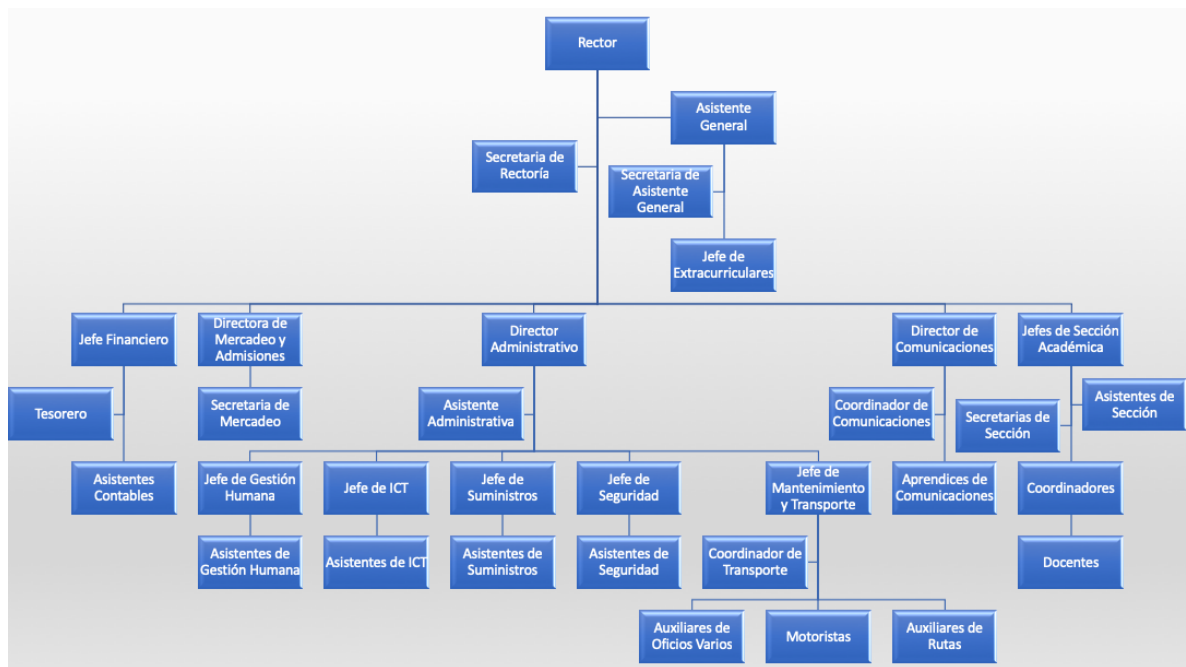 Rector
Asistente
General
Secretaria de
Rectoría
Secretaria de
Asistente
General
Jefe de
Extracurriculares
Jefe Financiero
Directora de
Mercadeo y
Admisiones
Director
Administrativo
Director de
Comunicaciones
Jefes de Sección
Académica
Tesorero
Secretaria de
Mercadeo
Asistente
Administrativa
Coordinador de
Comunicaciones
Secretarias de
Sección
Asistentes de
Sección
Asistentes
Contables
Jefe de Gestión
Humana
Jefe de ICT
Jefe de
Suministros
Jefe de
Seguridad
Jefe de
Mantenimiento
y Transporte
Aprendices de
Comunicaciones
Coordinadores
Asistentes de
Gestión Humana
Asistentes de ICT
Asistentes de
Suministros
Asistentes de
Seguridad
Coordinador de
Transporte
Docentes
Auxiliares de
Oficios Varios
Motoristas
Auxiliares de
Rutas